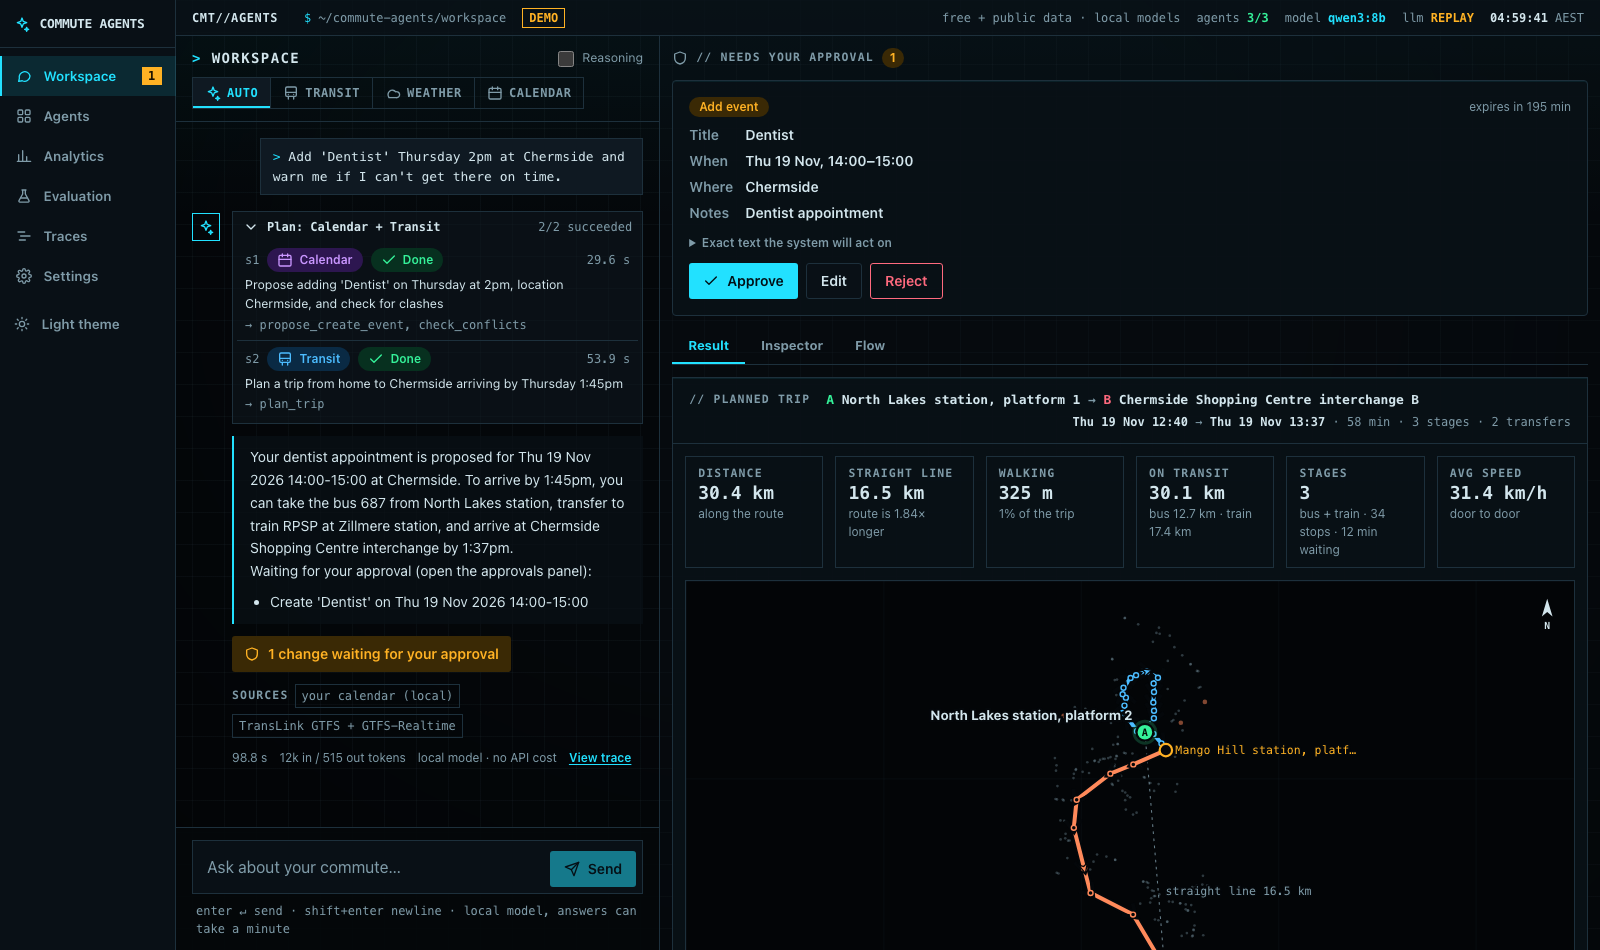 COMMUTE AGENTS
Workspace 1
Agents
Analytics
Evaluation
Traces
Settings
Light theme
CMT//AGENTS $ ~/commute-agents/workspace DEMO
free + public data · local models agents 3/3 model qwen3:8b llm REPLAY 04:59:41 AEST
> WORKSPACE
Reasoning
AUTO TRANSIT WEATHER CALENDAR
> Add 'Dentist' Thursday 2pm at Chermside and
warn me if I can't get there on time.
Plan: Calendar + Transit 2/2 succeeded
s1 Calendar Done 29.6 s
Propose adding 'Dentist' on Thursday at 2pm, location
Chermside, and check for clashes
→ propose_create_event, check_conflicts
s2 Transit Done 53.9 s
Plan a trip from home to Chermside arriving by Thursday 1:45pm
→ plan_trip
Your dentist appointment is proposed for Thu 19 Nov
2026 14:00-15:00 at Chermside. To arrive by 1:45pm, you
can take the bus 687 from North Lakes station, transfer to
train RPSP at Zillmere station, and arrive at Chermside
Shopping Centre interchange by 1:37pm.
Waiting for your approval (open the approvals panel):
• Create 'Dentist' on Thu 19 Nov 2026 14:00-15:00
1 change waiting for your approval
SOURCES your calendar (local)
TransLink GTFS + GTFS-Realtime
98.8 s 12k in / 515 out tokens local model · no API cost View trace
Ask about your commute...
Send
enter ↵ send · shift+enter newline · local model, answers can
take a minute
// NEEDS YOUR APPROVAL 1
Add event expires in 195 min
Title Dentist
When Thu 19 Nov, 14:00–15:00
Where Chermside
Notes Dentist appointment
Exact text the system will act on
Approve Edit Reject
Result Inspector Flow
// PLANNED TRIP A North Lakes station, platform 1 → B Chermside Shopping Centre interchange B
Thu 19 Nov 12:40 → Thu 19 Nov 13:37 · 58 min · 3 stages · 2 transfers
DISTANCE
30.4 km
along the route
STRAIGHT LINE
16.5 km
route is 1.84×
longer
WALKING
325 m
1% of the trip
ON TRANSIT
30.1 km
bus 12.7 km · train
17.4 km
STAGES
3
bus + train · 34
stops · 12 min
waiting
AVG SPEED
31.4 km/h
door to door
N
North Lakes station, platform 2
A
Mango Hill station, platf…
straight line 16.5 km